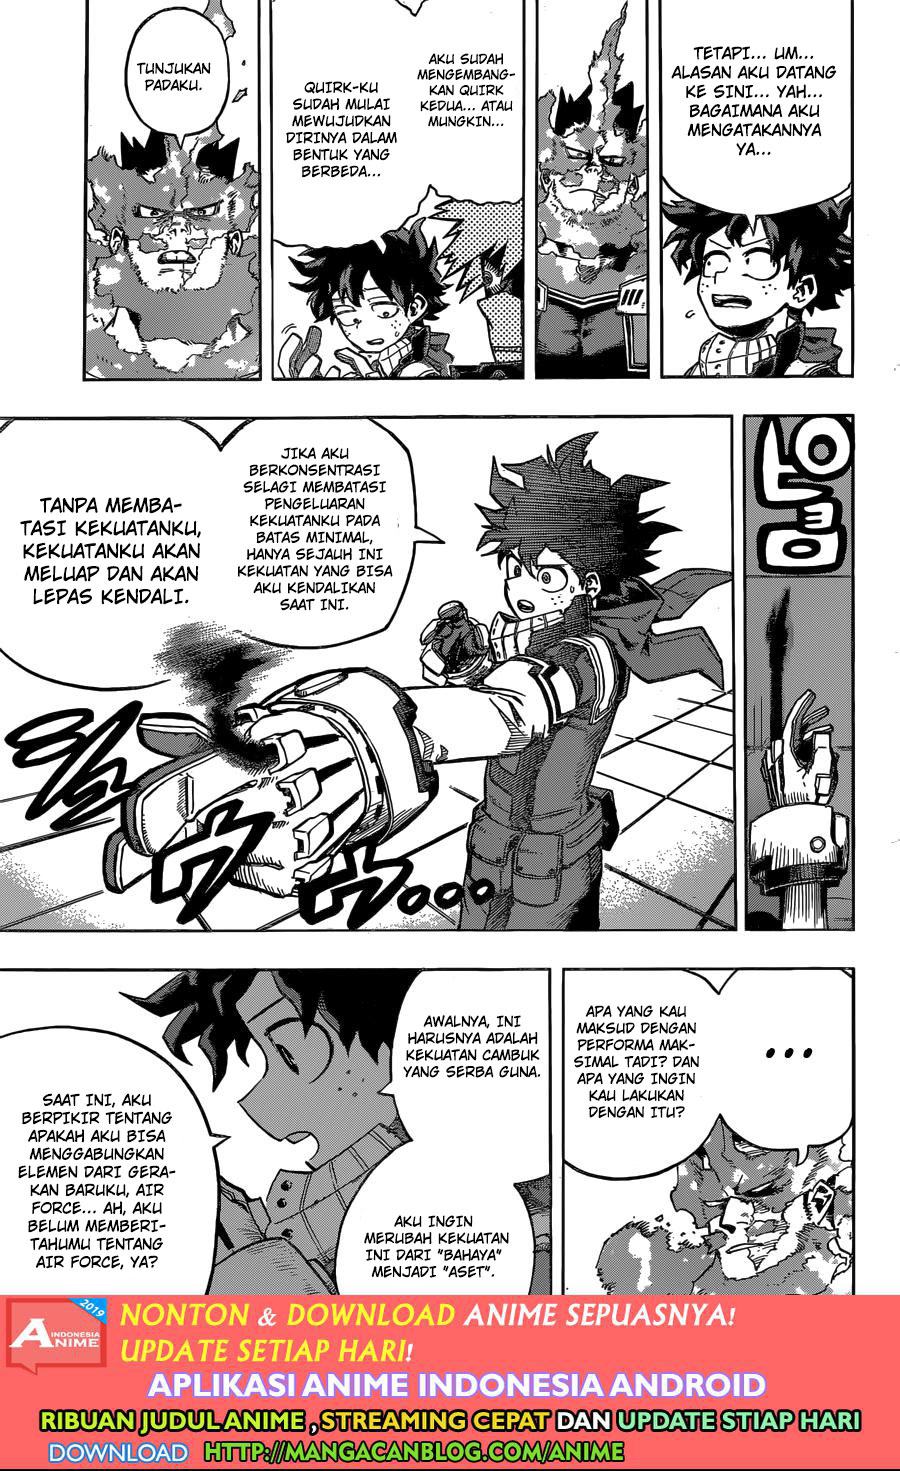 TETAPI... UM...
ALASAN AKU DATANG
KE SINI... YAH...
BAGAIMANA AKU
MENGATAKANNYA
YA...
AKU SUDAH
MENGEMBANG-
KAN QUIRK
KEDUA... ATAU
MUNGKIN...
QUIRK-KU
SUDAH MULAI
MEWUJUDKAN
DIRINYA DALAM
BENTUK YANG
BERBEDA...
TUNJUKAN
PADAKU.
JIKA AKU
BERKONSENTRASI
SELAGI MEMBATASI
PENGELUARAN
KEKUATANKU PADA
BATAS MINIMAL,
HANYA SEJAUH INI
KEKUATAN YANG BISA
AKU KENDALIKAN
SAAT INI.
TANPA MEMBA-
TASI KEKUATANKU,
KEKUATANKU AKAN
MELUAP DAN AKAN
LEPAS KENDALI.
...
APA YANG KAU
MAKSUD DENGAN
PERFORMA MAK-
SIMAL TADI? DAN
APA YANG INGIN
KAU LAKUKAN
DENGAN ITU?
AWALNYA, INI
HARUSNYA ADALAH
KEKUATAN CAMBUK
YANG SERBA GUNA.
AKU INGIN
MERUBAH KEKUATAN
INI DARI "BAHAYA"
MENJADI "ASET".
SAAT INI, AKU
BERPIKIR TENTANG
APAKAH AKU BISA
MENGGABUNGKAN
ELEMEN DARI GERA-
KAN BARUKU, AIR
FORCE... AH, AKU
BELUM MEMBERI-
TAHUMU TENTANG
AIR FORCE, YA?
2019
INDONESIA
ANIME
NONTON & DOWNLOAD ANIME SEPUASNYA!
UPDATE SETIAP HARI!
APLIKASI ANIME INDONESIA ANDROID
RIBUAN JUDUL ANIME , STREAMING CEPAT DAN UPDATE STIAP HARI
DOWNLOAD HTTP://MANGACANBLOG.COM/ANIME